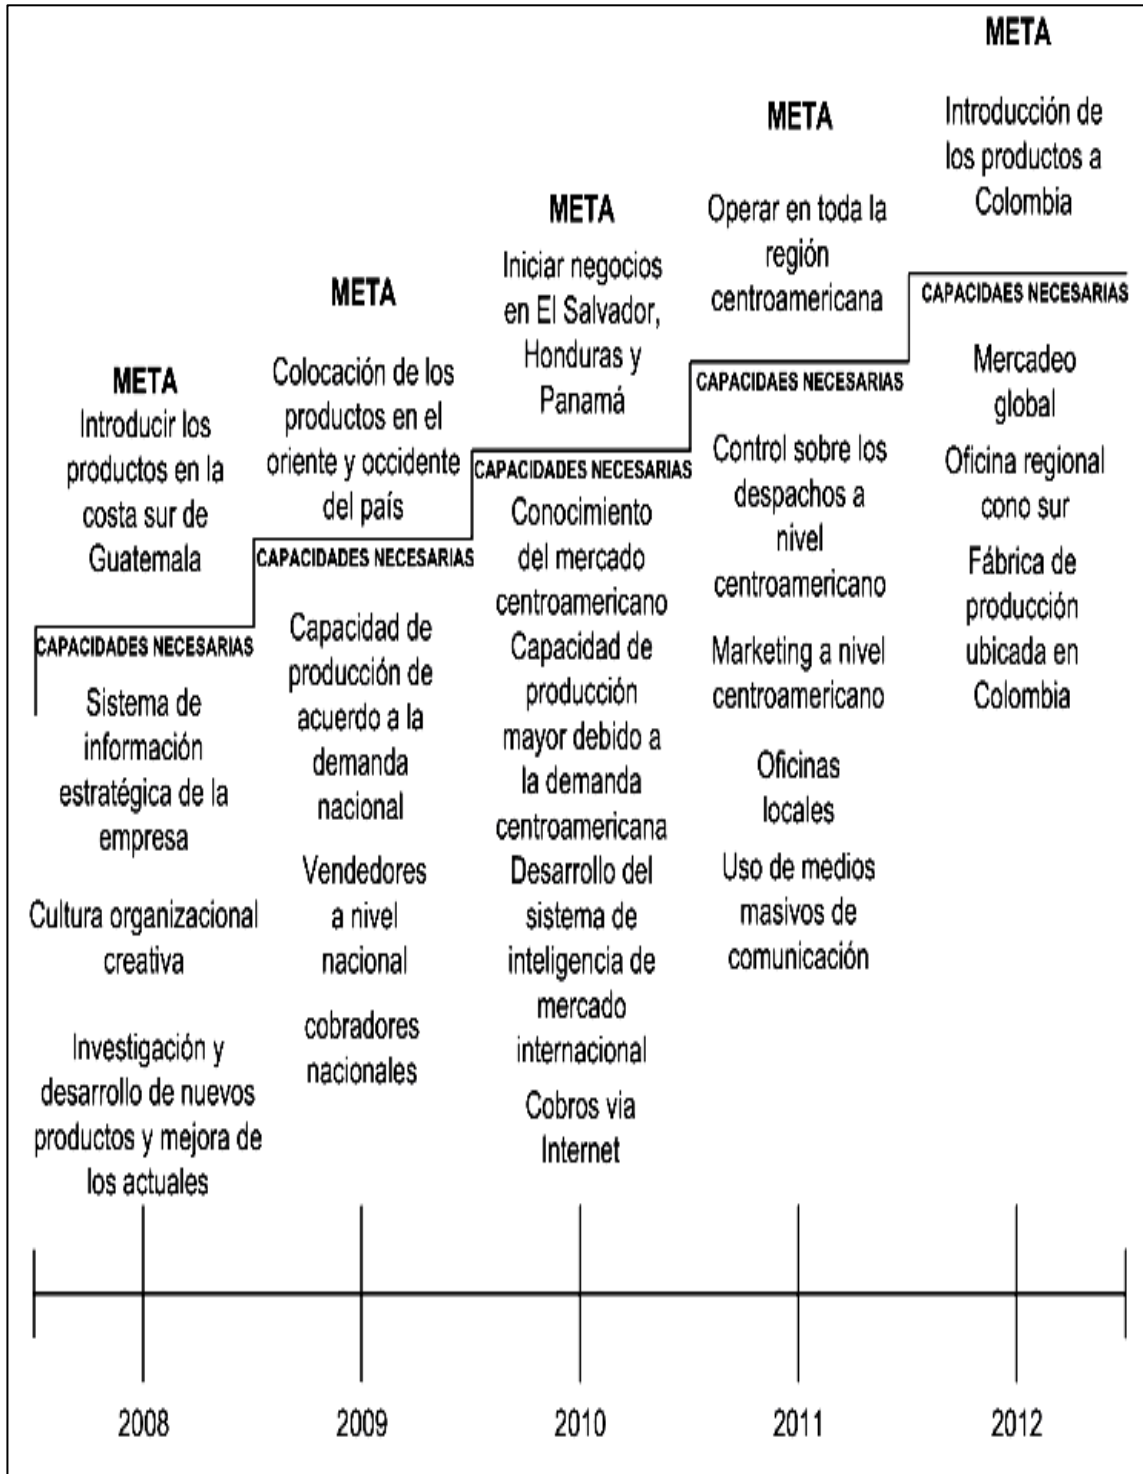 META
Introducir los
productos en la
costa sur de
Guatemala
CAPACIDADES NECESARIAS
Sistema de
información
estratégica de la
empresa
Cultura organizacional
creativa
Investigación y
desarrollo de nuevos
productos y mejora de
los actuales
2008
META
Colocación de los
productos en el
oriente y occidente
del país
CAPACIDADES NECESARIAS
Capacidad de
producción de
acuerdo a la
demanda
nacional
Vendedores
a nivel
nacional
cobradores
nacionales
2009
META
Iniciar negocios
en El Salvador,
Honduras y
Panamá
CAPACIDADES NECESARIAS
Conocimiento
del mercado
centroamericano
Capacidad de
producción
mayor debido a
la demanda
centroamericana
Desarrollo del
sistema de
inteligencia de
mercado
internacional
Cobros via
Internet
2010
META
Operar en toda la
región
centroamericana
CAPACIDAES NECESARIAS
Control sobre los
despachos a
nivel
centroamericano
Marketing a nivel
centroamericano
Oficinas
locales
Uso de medios
masivos de
comunicación
2011
META
Introducción de
los productos a
Colombia
CAPACIDAES NECESARIAS
Mercadeo
global
Oficina regional
cono sur
Fábrica de
producción
ubicada en
Colombia
2012